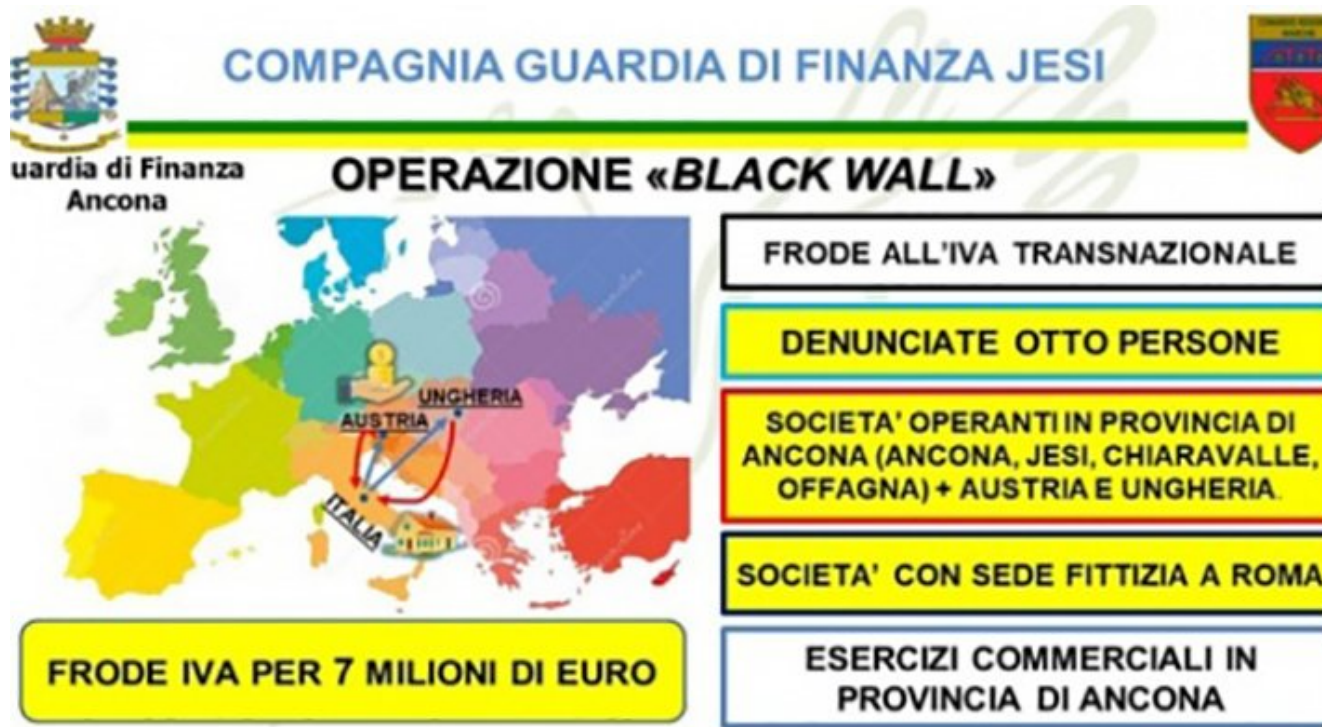 COMPAGNIA GUARDIA DI FINANZA JESI
uardia di Finanza
Ancona
OPERAZIONE «BLACK WALL»
UNGHERIA
AUSTRIA
ITALIA
FRODE IVA PER 7 MILIONI DI EURO
FRODE ALL'IVA TRANSNAZIONALE
DENUNCIATE OTTO PERSONE
SOCIETA' OPERANTI IN PROVINCIA DI
ANCONA (ANCONA, JESI, CHIARAVALLE,
OFFAGNA) + AUSTRIA E UNGHERIA.
SOCIETA' CON SEDE FITTIZIA A ROMA
ESERCIZI COMMERCIALI IN
PROVINCIA DI ANCONA